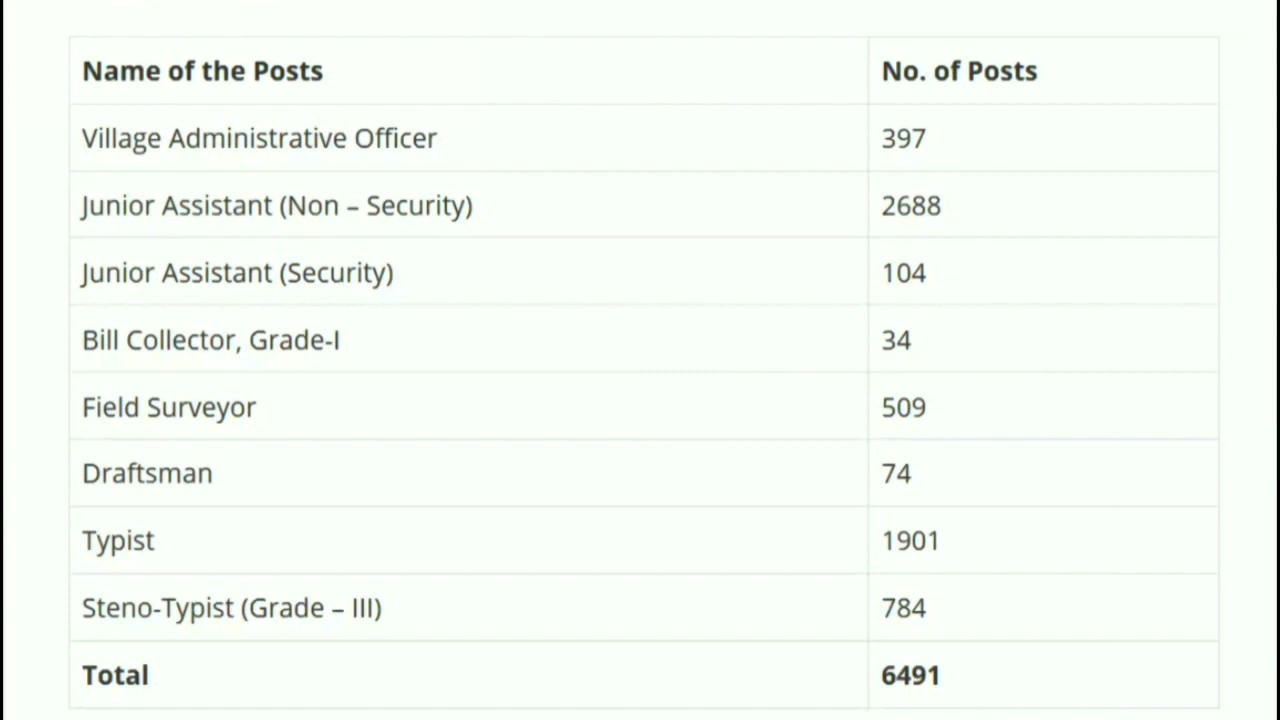 Name of the Posts No. of Posts
Village Administrative Officer 397
Junior Assistant (Non – Security) 2688
Junior Assistant (Security) 104
Bill Collector, Grade-I 34
Field Surveyor 509
Draftsman 74
Typist 1901
Steno-Typist (Grade – III) 784
Total 6491